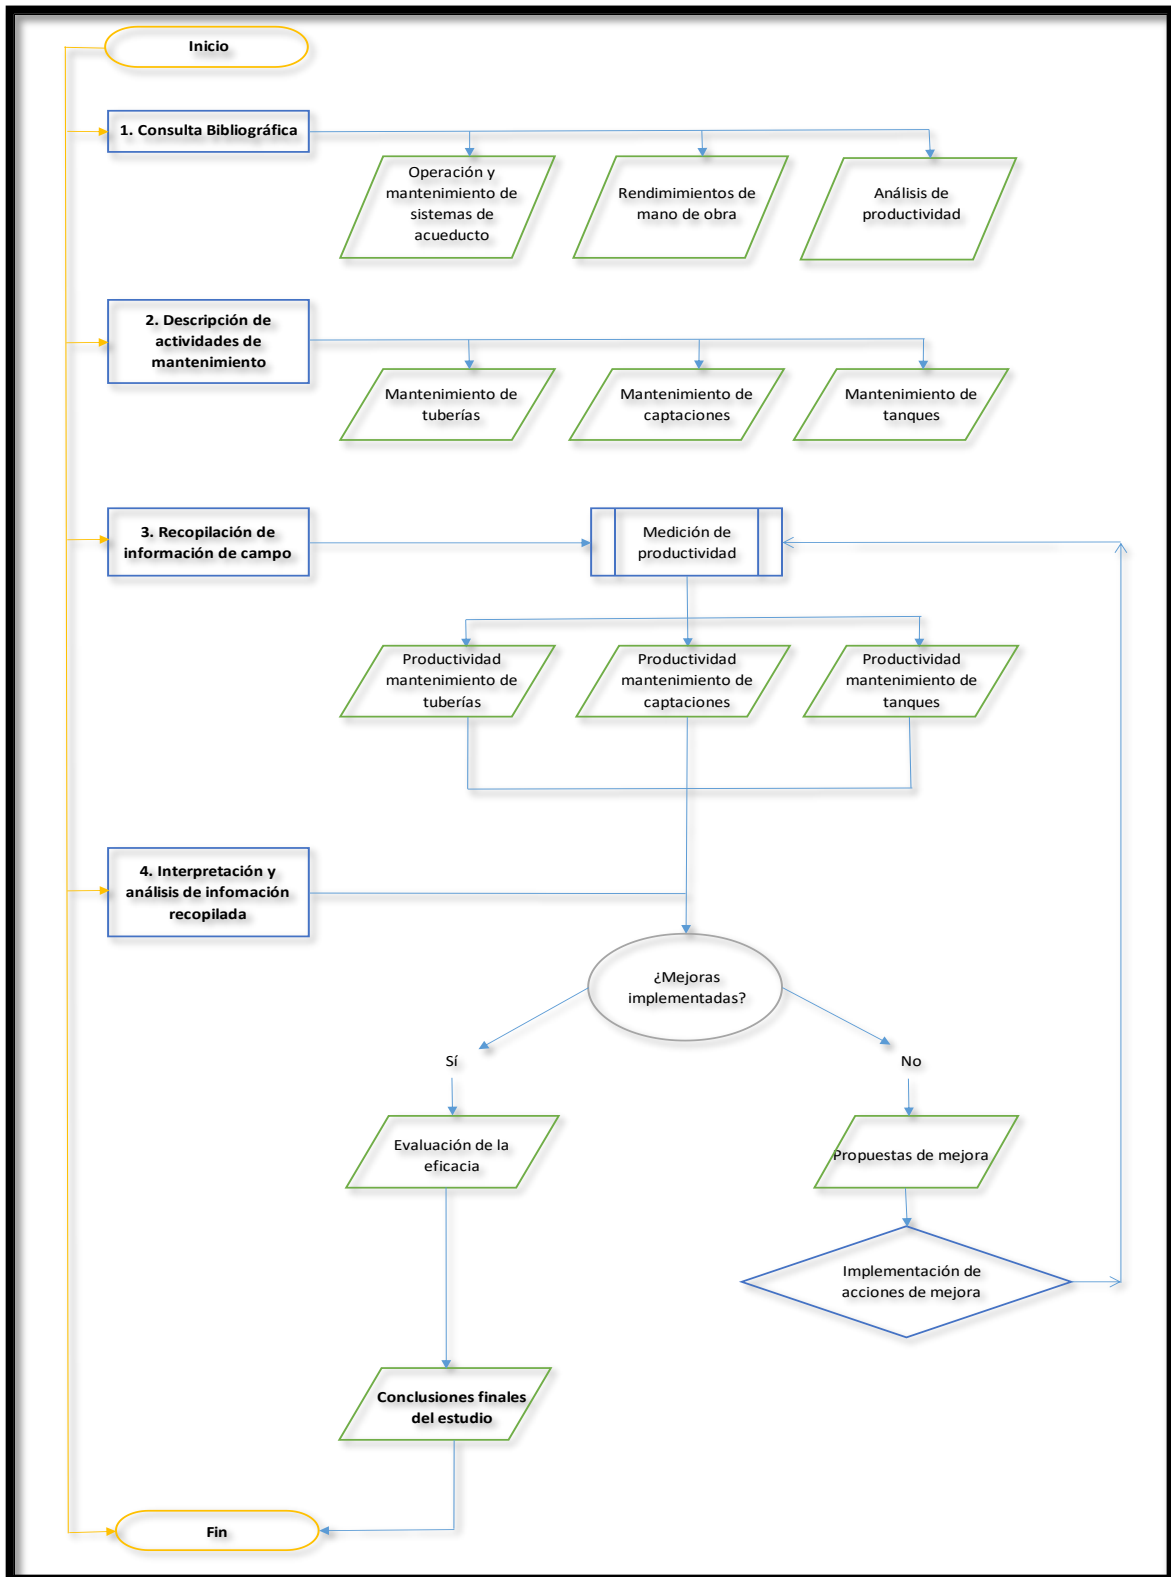 Inicio
1. Consulta Bibliográfica
Operación y
mantenimiento de
sistemas de
acueducto
Rendimimientos de
mano de obra
Análisis de
productividad
2. Descripción de
actividades de
mantenimiento
Mantenimiento de
tuberías
Mantenimiento de
captaciones
Mantenimiento de
tanques
3. Recopilación de
información de campo
Medición de
productividad
Productividad
mantenimiento de
tuberías
Productividad
mantenimiento de
captaciones
Productividad
mantenimiento de
tanques
4. Interpretación y
análisis de infomación
recopilada
¿Mejoras
implementadas?
Sí
No
Evaluación de la
eficacia
Propuestas de mejora
Implementación de
acciones de mejora
Conclusiones finales
del estudio
Fin